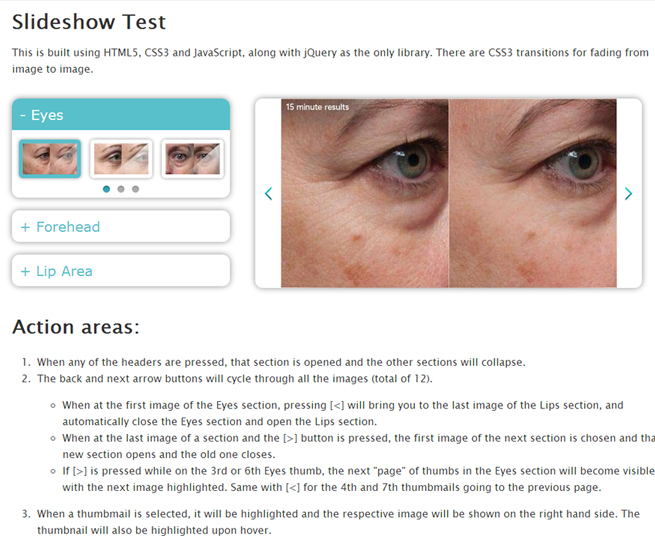 Slideshow Test
This is built using HTML5, CSS3 and JavaScript, along with jQuery as the only library. There are CSS3 transitions for fading from
image to image.
- Eyes
15 minute results
+ Forehead
+ Lip Area
Action areas:
1. When any of the headers are pressed, that section is opened and the other sections will collapse.
2. The back and next arrow buttons will cycle through all the images (total of 12).
When at the first image of the Eyes section, pressing [<] will bring you to the last image of the Lips section, and
automatically close the Eyes section and open the Lips section.
When at the last image of a section and the [>] button is pressed, the first image of the next section is chosen and tha
new section opens and the old one closes.
If [>] is pressed while on the 3rd or 6th Eyes thumb, the next "page" of thumbs in the Eyes section will become visible
with the next image highlighted. Same with [<] for the 4th and 7th thumbmails going to the previous page.
3. When a thumbmail is selected, it will be highlighted and the respective image will be shown on the right hand side. The
thumbnail will also be highlighted upon hover.